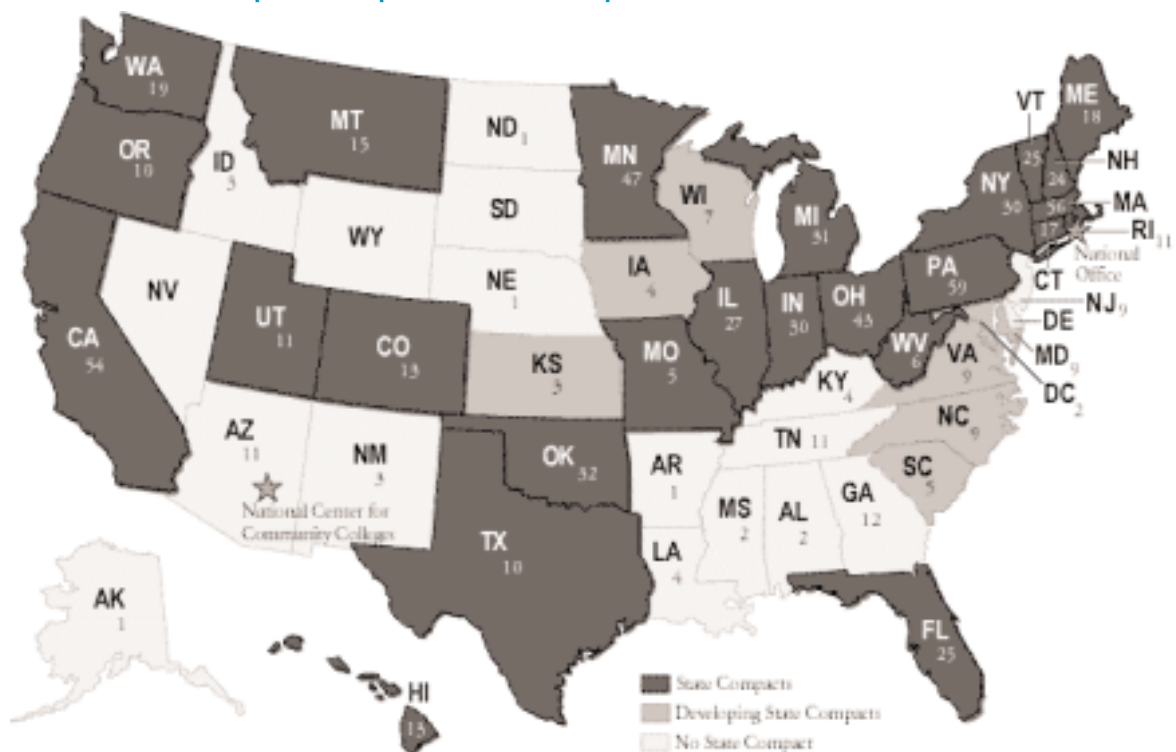 WA
19
OR
10
ID
3
MT
15
ND 1
SD
WY
NE
1
MN
47
WI
7
IA
4
MI
31
NV
CA
54
UT
11
CO
13
KS
3
MO
5
IL
27
IN
30
OH
43
KY
4
WV
6
PA
59
NY
30
VT
25
ME
18
NH
24
MA
56
RI 11
National
Office
17
CT
NJ 9
DE
MD 9
DC 2
VA
9
NC
9
SC
5
TN 11
AZ
11
National Center for
Community Colleges
NM
3
OK
32
TX
10
AR
1
LA
4
MS
2
AL
2
GA
12
FL
25
AK
1
HI
13
State Compacts
Developing State Compacts
No State Compact